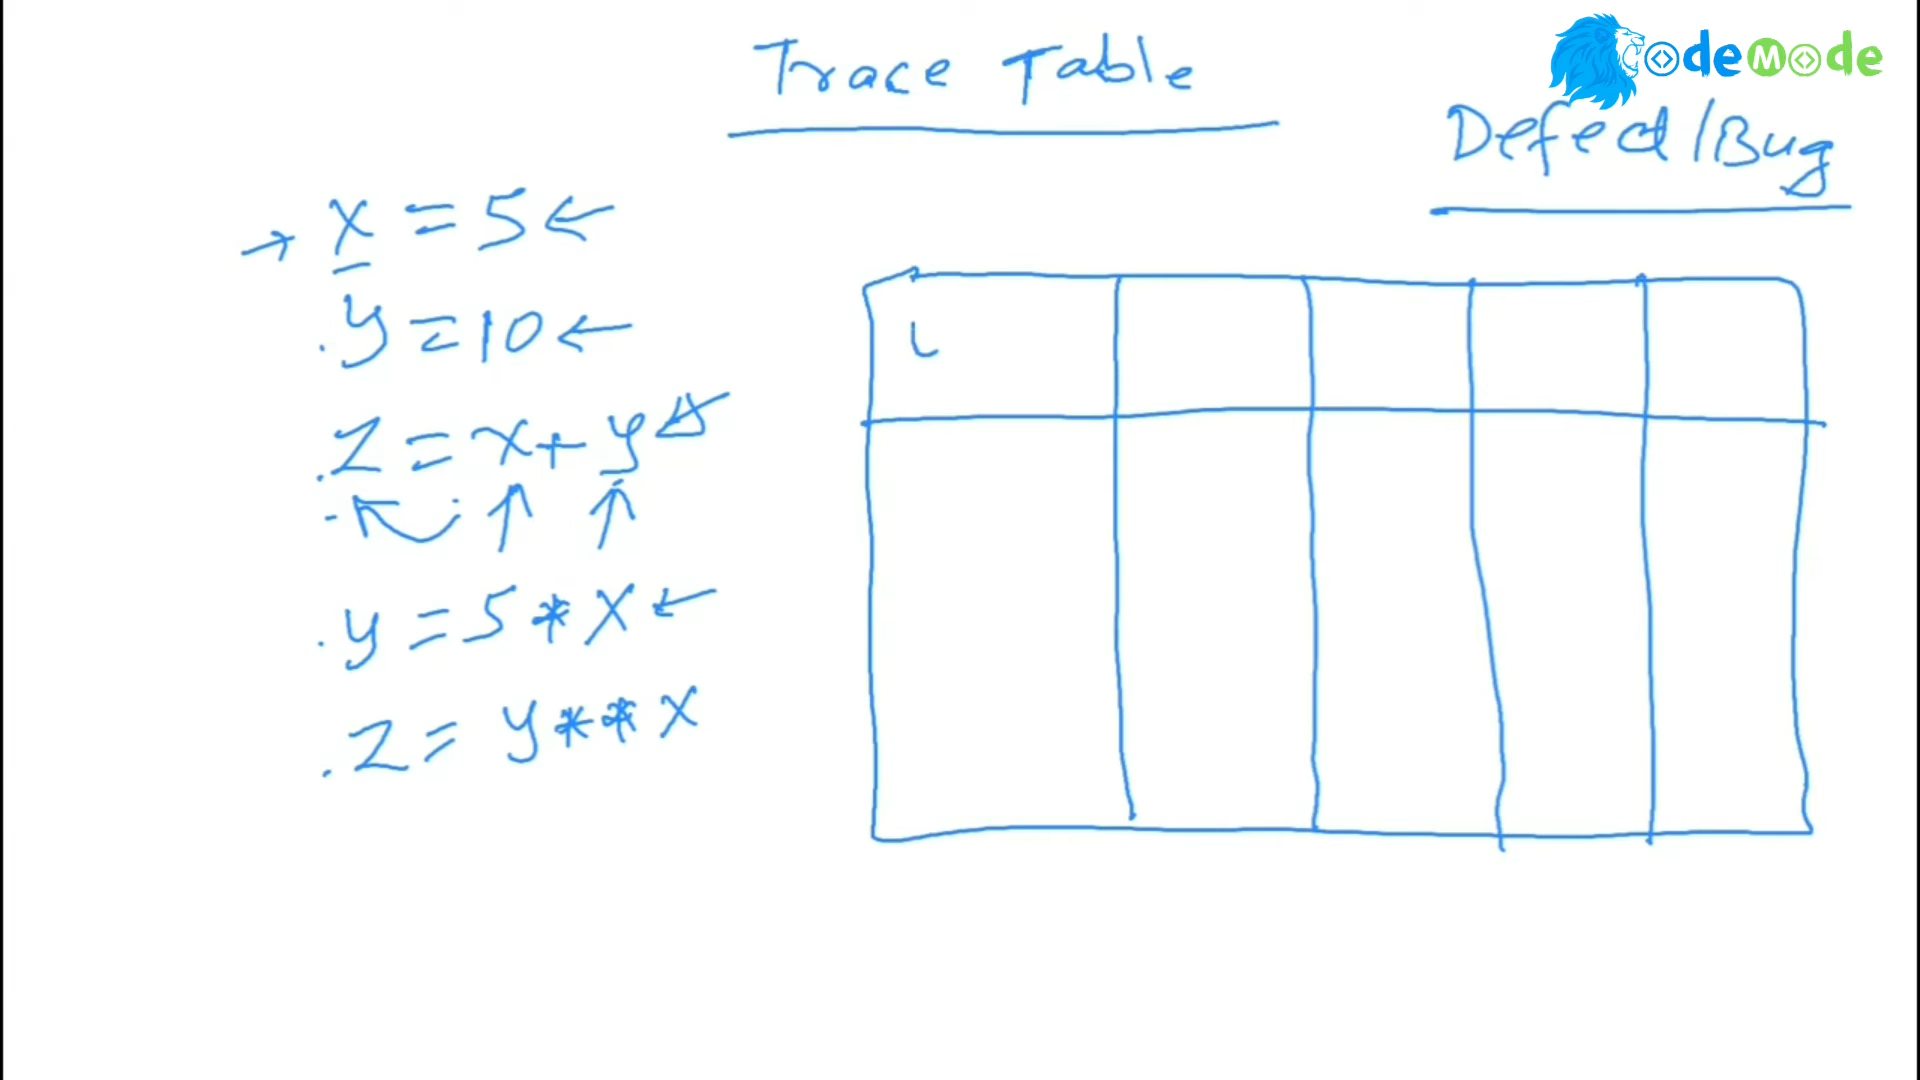 Trace Table
CodeMode
Defect/Bug
→ x = 5 ←
.y = 10 ←
.z = x + y ←
.y = 5 * x ←
.z = y ** x
L